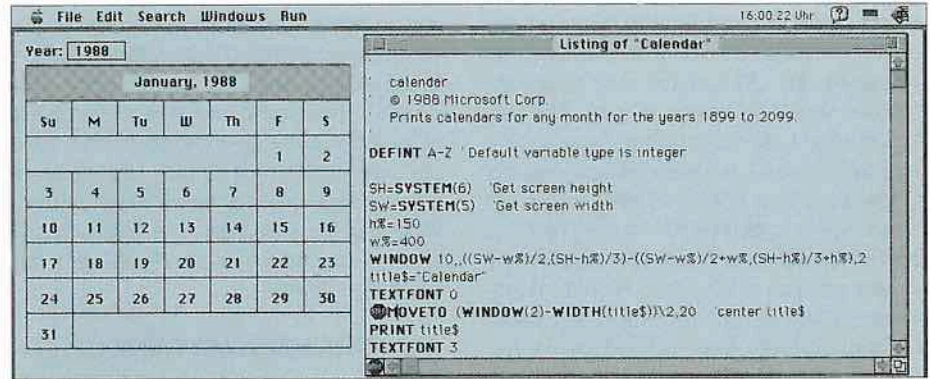 File Edit Search Windows Run 16:00:22 Uhr
Year: 1988
January, 1988
Su M Tu W Th F S
1 2
3 4 5 6 7 8 9
10 11 12 13 14 15 16
17 18 19 20 21 22 23
24 25 26 27 28 29 30
31
Listing of "Calendar"
'
' calendar
' © 1988 Microsoft Corp.
' Prints calendars for any month for the years 1899 to 2099.
'
DEFINT A-Z 'Default variable type is integer
SH=SYSTEM(6) 'Get screen height
SW=SYSTEM(5) 'Get screen width
h%=150
w%=400
WINDOW 10,,((SW-w%)/2,(SH-h%)/3)-((SW-w%)/2+w%,(SH-h%)/3+h%),2
title$="Calendar"
TEXTFONT 0
MOVETO (WINDOW(2)-WIDTH(title$))\2,20 'center title$
PRINT title$
TEXTFONT 3